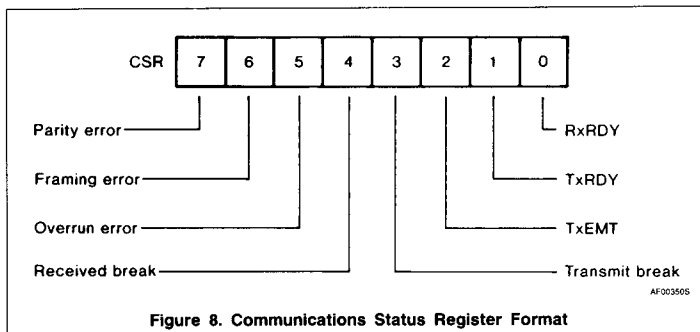 CSR 7 6 5 4 3 2 1 0
Parity error RxRDY
Framing error TxRDY
Overrun error TxEMT
Received break Transmit break
AF00350S
Figure 8. Communications Status Register Format